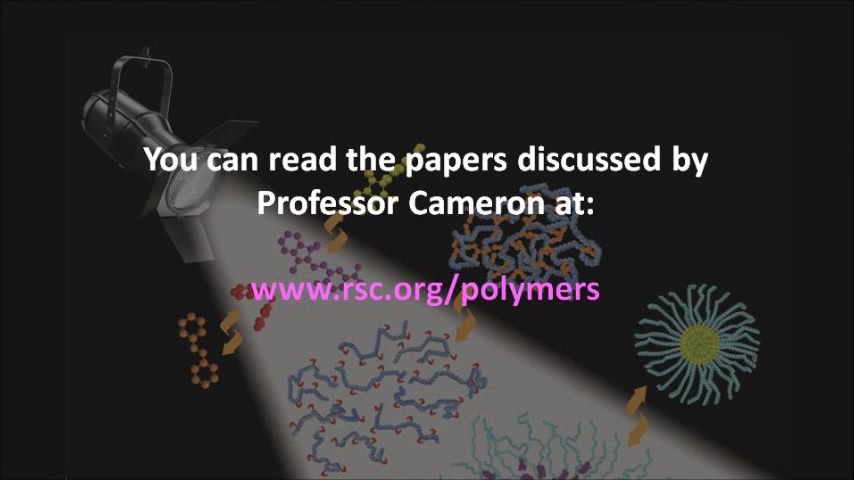 You can read the papers discussed by
Professor Cameron at:
www.rsc.org/polymers